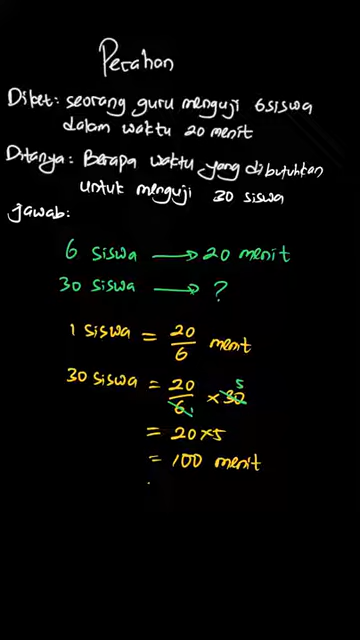 Perahon
Diket: seorang guru menguji 6 siswa
dalam waktu 20 menit
Ditanya: Berapa waktu yang dibutuhkan
untuk menguji 30 siswa
Jawab:
6 siswa → 20 menit
30 siswa → ?
1 siswa = 20/6 menit
30 siswa = 20/6 1 × 30 5
= 20 × 5
= 100 menit